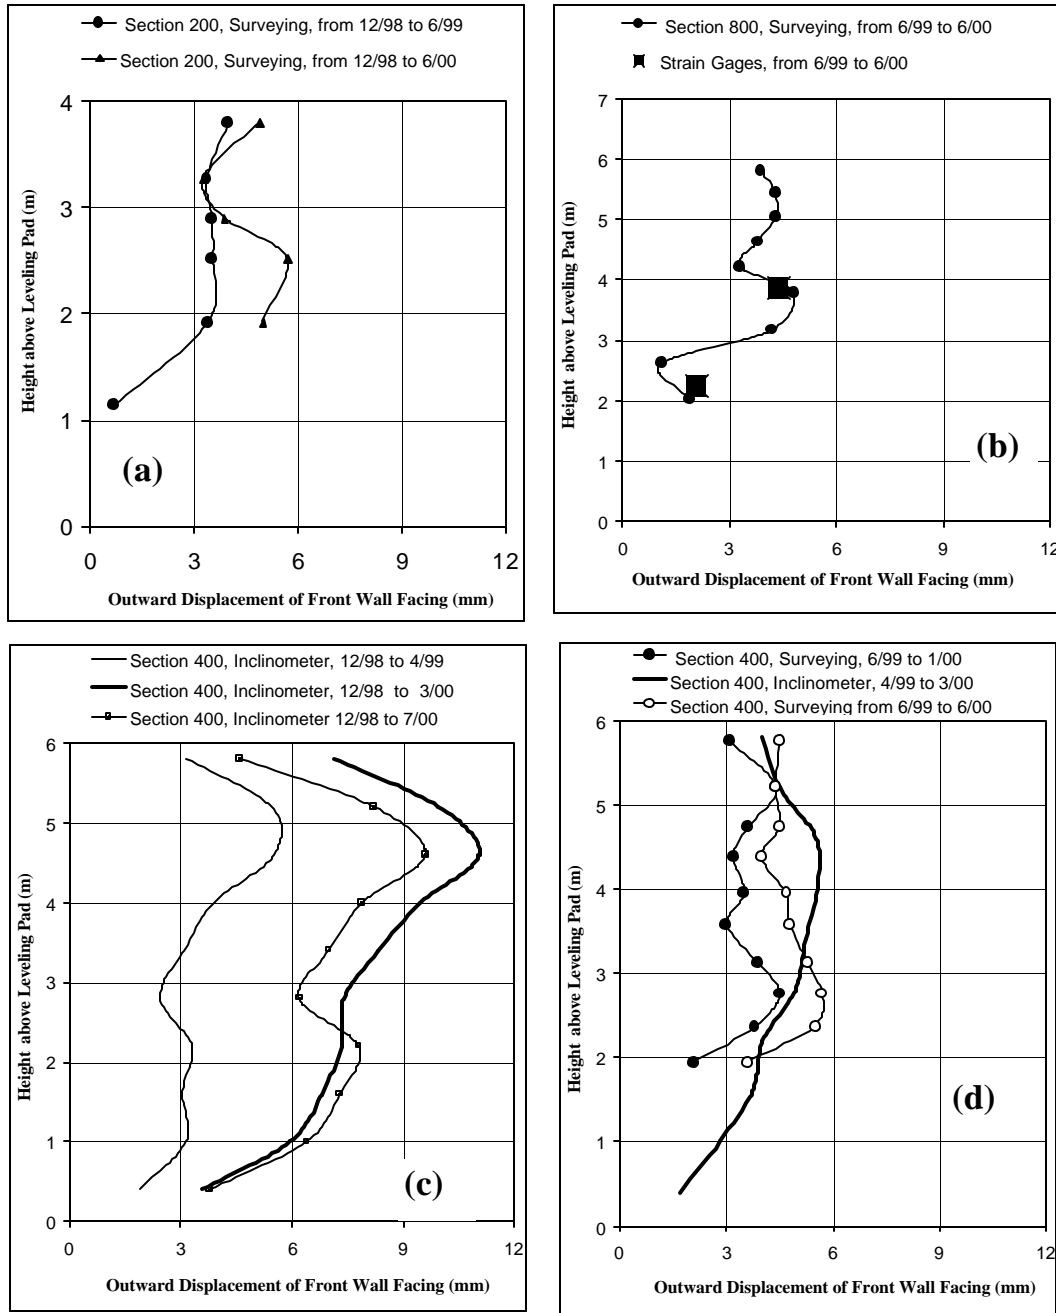 Section 200, Surveying, from 12/98 to 6/99
Section 200, Surveying, from 12/98 to 6/00
4
3
2
1
0
Height above Leveling Pad (m)
(a)
0 3 6 9 12
Outward Displacement of Front Wall Facing (mm)
Section 800, Surveying, from 6/99 to 6/00
Strain Gages, from 6/99 to 6/00
7
6
5
4
3
2
1
0
Height above Leveling Pad (m)
(b)
0 3 6 9 12
Outward Displacement of Front Wall Facing (mm)
Section 400, Inclinometer, 12/98 to 4/99
Section 400, Inclinometer, 12/98 to 3/00
Section 400, Inclinometer 12/98 to 7/00
6
5
4
3
2
1
0
Height above Leveling Pad (m)
(c)
0 3 6 9 12
Outward Displacement of Front Wall Facing (mm)
Section 400, Surveying, 6/99 to 1/00
Section 400, Inclinometer, 4/99 to 3/00
Section 400, Surveying from 6/99 to 6/00
6
5
4
3
2
1
0
Height above Leveling Pad (m)
(d)
0 3 6 9 12
Outward Displacement of Front Wall Facing (mm)